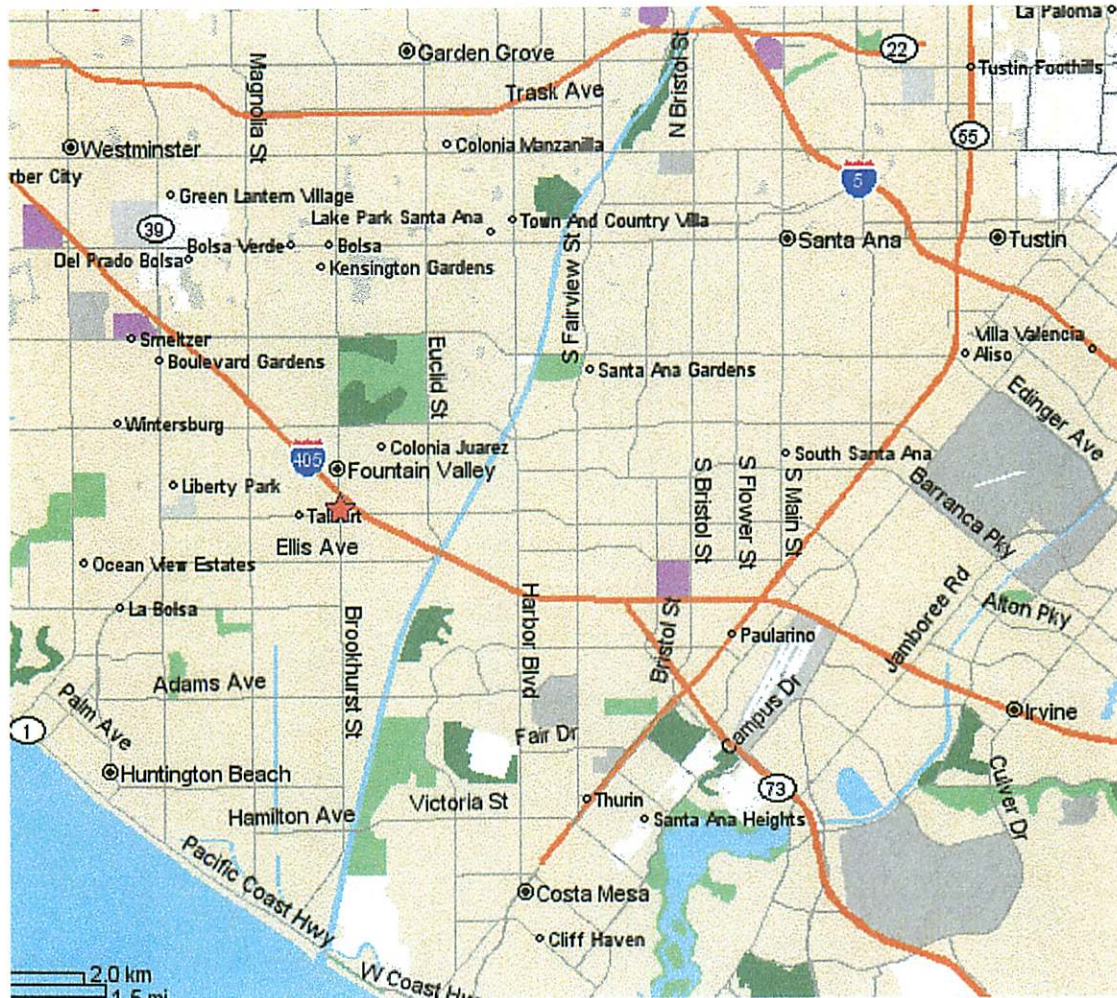 La Paloma
Garden Grove
22
Tustin Foothills
Magnolia St
Trask Ave
N Bristol St
55
Westminster
Colonia Manzanilla
rber City
5
Green Lantern Village
Lake Park Santa Ana
Town And Country Villa
39
Bolsa Verde
Bolsa
Santa Ana
Tustin
Del Prado Bolsa
Kensington Gardens
S Fairview St
Smeltzer
Villa Valencia
Boulevard Gardens
Euclid St
Santa Ana Gardens
Aliso
Edinger Ave
Wintersburg
Colonia Juarez
405
Fountain Valley
South Santa Ana
S Bristol St
S Flower St
S Main St
Barranca Pky
Liberty Park
Talbert
Ellis Ave
Ocean View Estates
La Bolsa
Brookhurst St
Harbor Blvd
Bristol St
Paularino
Jamboree Rd
Alton Pky
Adams Ave
Campus Dr
Palm Ave
1
Fair Dr
Irvine
Huntington Beach
Culver Dr
73
Hamilton Ave
Victoria St
Thurin
Santa Ana Heights
Pacific Coast Hwy
Costa Mesa
Cliff Haven
W Coast Hwy
2.0 km
1.5 mi